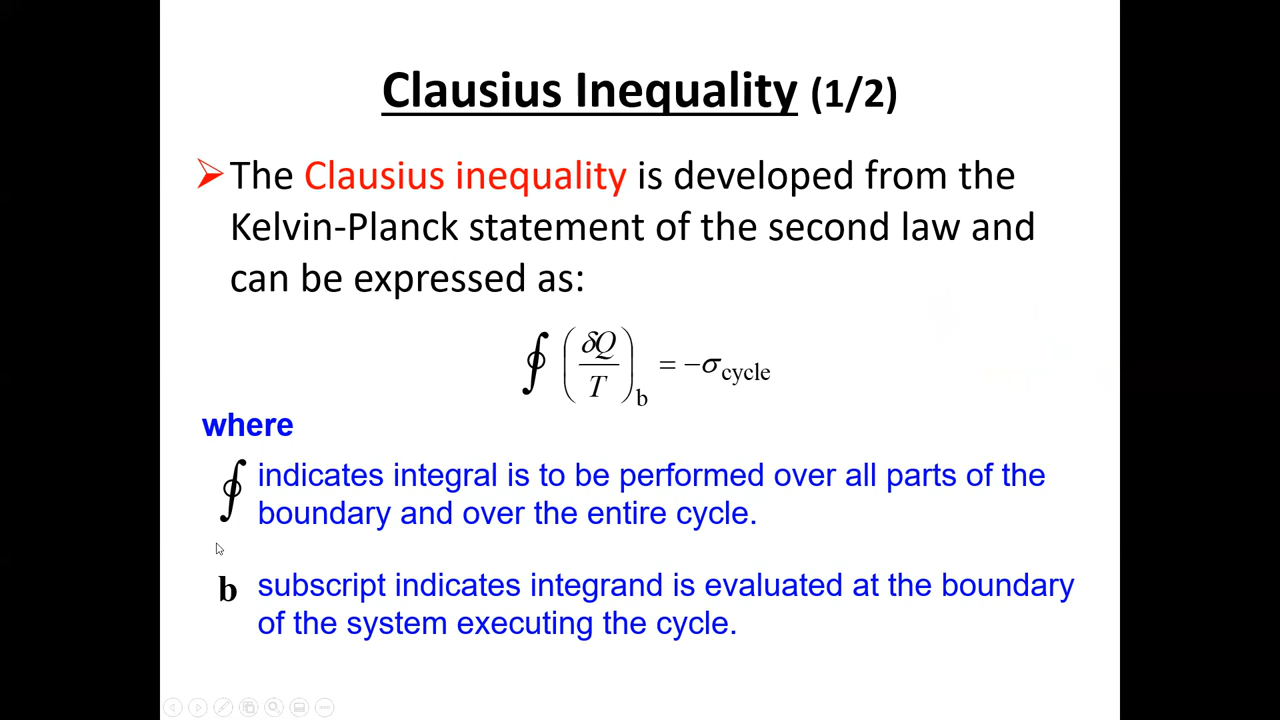 Clausius Inequality (1/2)
➢The Clausius inequality is developed from the
Kelvin-Planck statement of the second law and
can be expressed as:
∮ (δQ/T)_b = −σ_cycle
where
∮ indicates integral is to be performed over all parts of the
boundary and over the entire cycle.
b subscript indicates integrand is evaluated at the boundary
of the system executing the cycle.